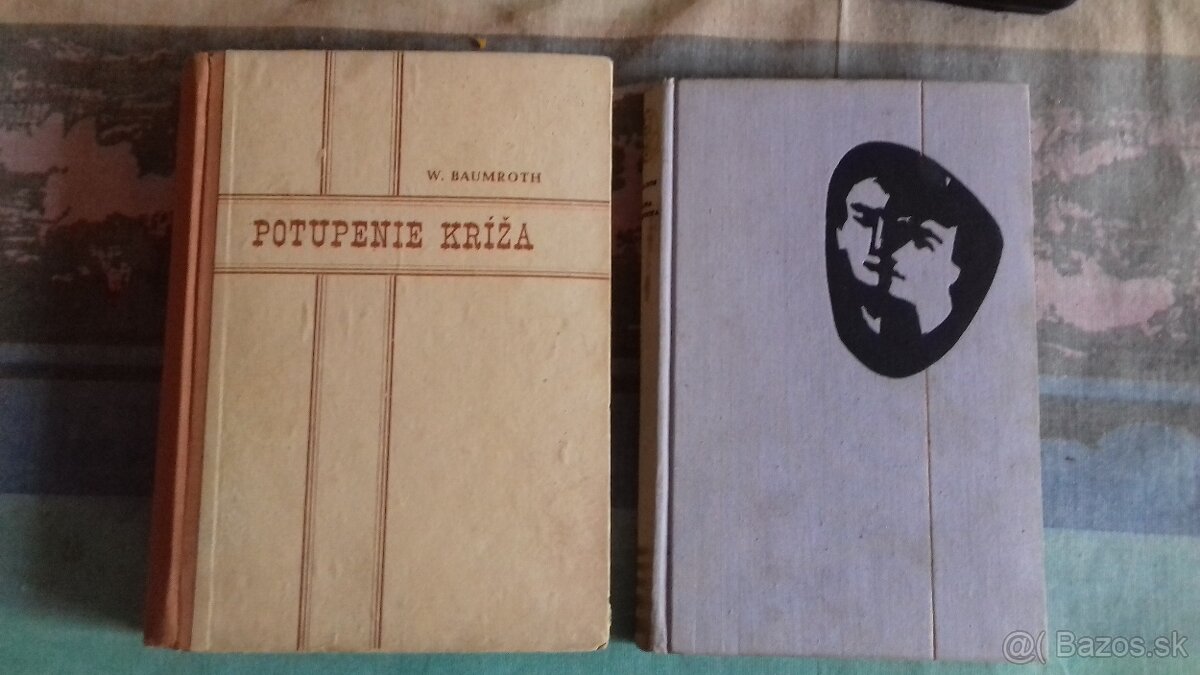 W. BAUMROTH
POTUPENIE KRÍŽA
@( Bazos.sk